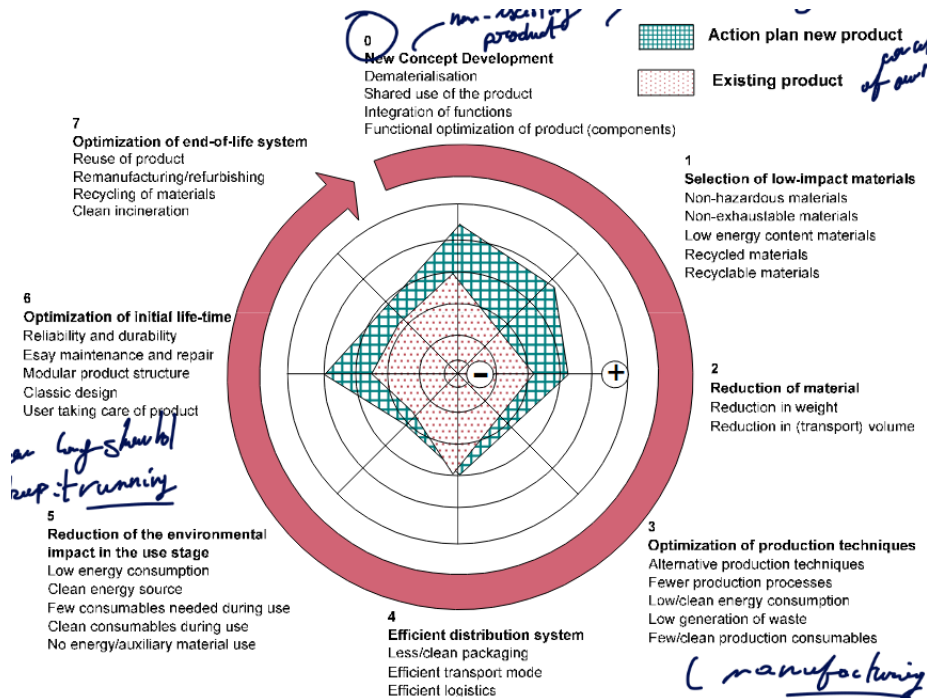 non-existing
product
0
New Concept Development
Dematerialisation
Shared use of the product
Integration of functions
Functional optimization of product (components)
Action plan new product
Existing product
of
7
Optimization of end-of-life system
Reuse of product
Remanufacturing/refurbishing
Recycling of materials
Clean incineration
1
Selection of low-impact materials
Non-hazardous materials
Non-exhaustable materials
Low energy content materials
Recycled materials
Recyclable materials
6
Optimization of initial life-time
Reliability and durability
Esay maintenance and repair
Modular product structure
Classic design
User taking care of product
long should
it running
- +
2
Reduction of material
Reduction in weight
Reduction in (transport) volume
5
Reduction of the environmental
impact in the use stage
Low energy consumption
Clean energy source
Few consumables needed during use
Clean consumables during use
No energy/auxiliary material use
4
Efficient distribution system
Less/clean packaging
Efficient transport mode
Efficient logistics
3
Optimization of production techniques
Alternative production techniques
Fewer production processes
Low/clean energy consumption
Low generation of waste
Few/clean production consumables
( manufacturing